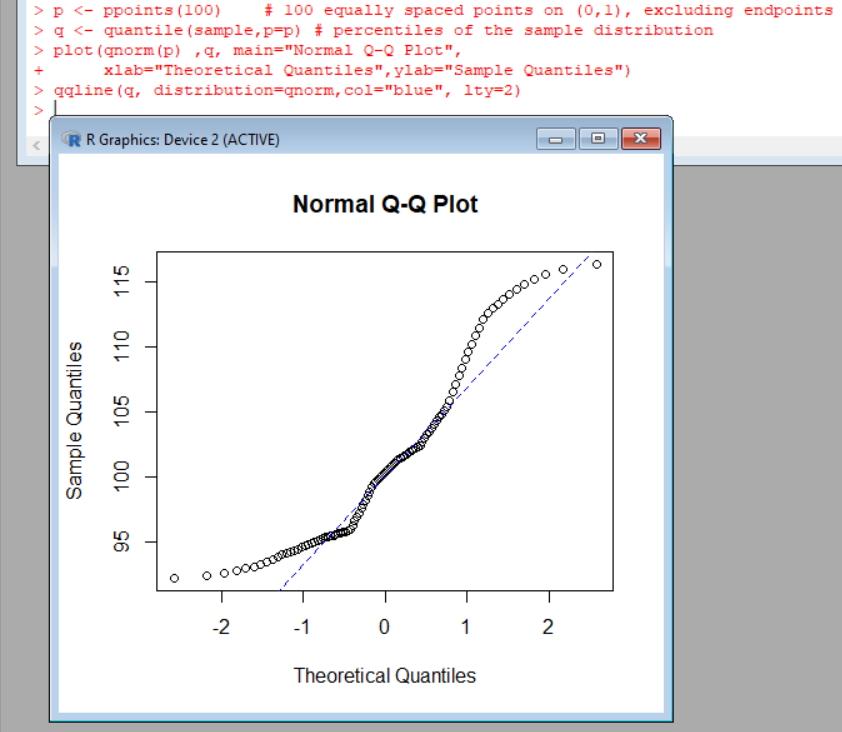 > p <- ppoints(100)    # 100 equally spaced points on (0,1), excluding endpoints
> q <- quantile(sample,p=p) # percentiles of the sample distribution
> plot(qnorm(p) ,q, main="Normal Q-Q Plot",
+      xlab="Theoretical Quantiles",ylab="Sample Quantiles")
> qqline(q, distribution=qnorm,col="blue", lty=2)
>
R Graphics: Device 2 (ACTIVE)
Normal Q-Q Plot
Sample Quantiles
115
110
105
100
95
-2 -1 0 1 2
Theoretical Quantiles